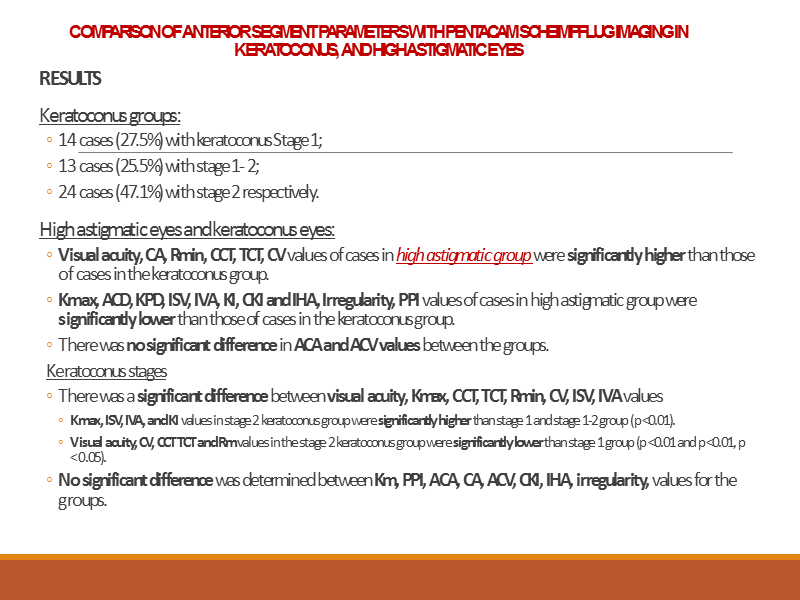 COMPARISON OF ANTERIOR SEGMENT PARAMETERS WITH PENTACAM SCHEIMPFFLUG IMAGING IN
KERATOCONUS, AND HIGH ASTIGMATIC EYES
RESULTS
Keratoconus groups:
◦ 14 cases (27.5%) with keratoconus Stage 1;
◦ 13 cases (25.5%) with stage 1- 2;
◦ 24 cases (47.1%) with stage 2 respectively.
High astigmatic eyes and keratoconus eyes:
◦ Visual acuity, CA, Rmin, CCT, TCT, CV values of cases in high astigmatic group were significantly higher than those
of cases in the keratoconus group.
◦ Kmax, ACD, KPD, ISV, IVA, KI, CKI and IHA, Irregularity, PPI values of cases in high astigmatic group were
significantly lower than those of cases in the keratoconus group.
◦ There was no significant difference in ACA and ACV values between the groups.
Keratoconus stages
◦ There was a significant difference between visual acuity, Kmax, CCT, TCT, Rmin, CV, ISV, IVA values
◦ Kmax, ISV, IVA, and KI values in stage 2 keratoconus group were significantly higher than stage 1 and stage 1-2 group (p <0.01).
◦ Visual acuity, CV, CCT TCT and Rm values in the stage 2 keratoconus group were significantly lower than stage 1 group (p <0.01 and p <0.01, p
< 0.05).
◦ No significant difference was determined between Km, PPI, ACA, CA, ACV, CKI, IHA, irregularity, values for the
groups.